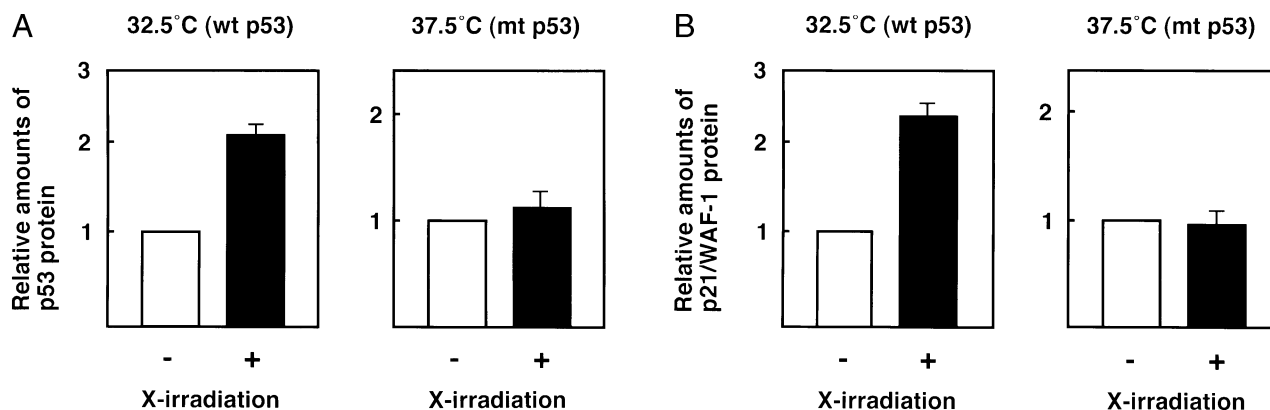 A
32.5°C (wt p53)
37.5°C (mt p53)
Relative amounts of
p53 protein
3
2
1
2
1
-
+
-
+
X-irradiation
X-irradiation
B
32.5°C (wt p53)
37.5°C (mt p53)
Relative amounts of
p21/WAF-1 protein
3
2
1
2
1
-
+
-
+
X-irradiation
X-irradiation